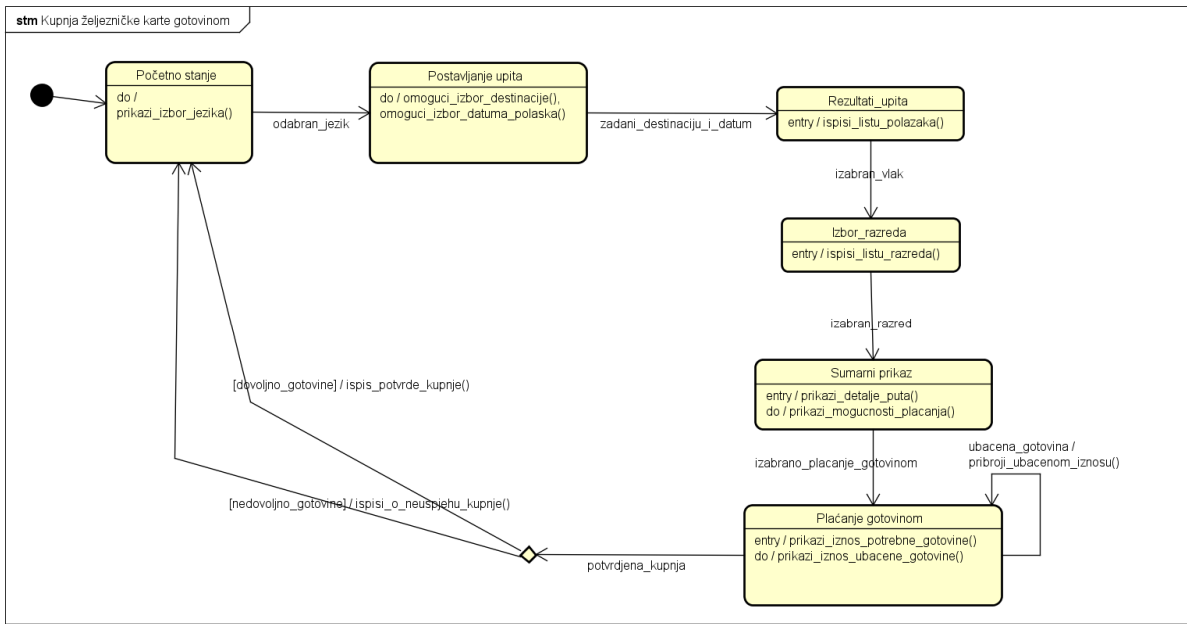 stm Kupnja željezničke karte gotovinom
Početno stanje
do /
prikazi_izbor_jezika()
odabran_jezik
Postavljanje upita
do / omoguci_izbor_destinacije(),
omoguci_izbor_datuma_polaska()
zadani_destinaciju_i_datum
Rezultati_upita
entry / ispisi_listu_polazaka()
izabran_vlak
Izbor_razreda
entry / ispisi_listu_razreda()
izabran_razred
Sumarni prikaz
entry / prikazi_detalje_puta()
do / prikazi_mogucnosti_placanja()
izabrano_placanje_gotovinom
ubacena_gotovina /
pribroji_ubacenom_iznosu()
Plaćanje gotovinom
entry / prikazi_iznos_potrebne_gotovine()
do / prikazi_iznos_ubacene_gotovine()
potvrdjena_kupnja
[dovoljno_gotovine] / ispis_potvrde_kupnje()
[nedovoljno_gotovine] / ispisi_o_neuspjehu_kupnje()